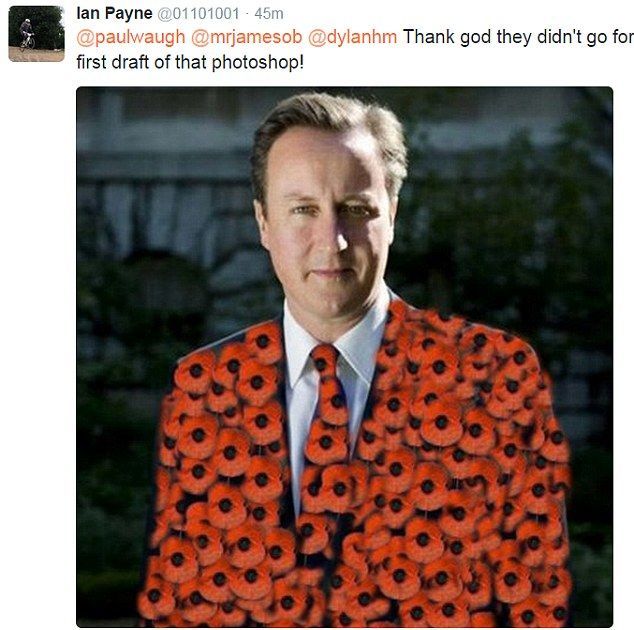 Ian Payne @01101001 · 45m
@paulwaugh @mrjamesob @dylanhm Thank god they didn't go for
first draft of that photoshop!